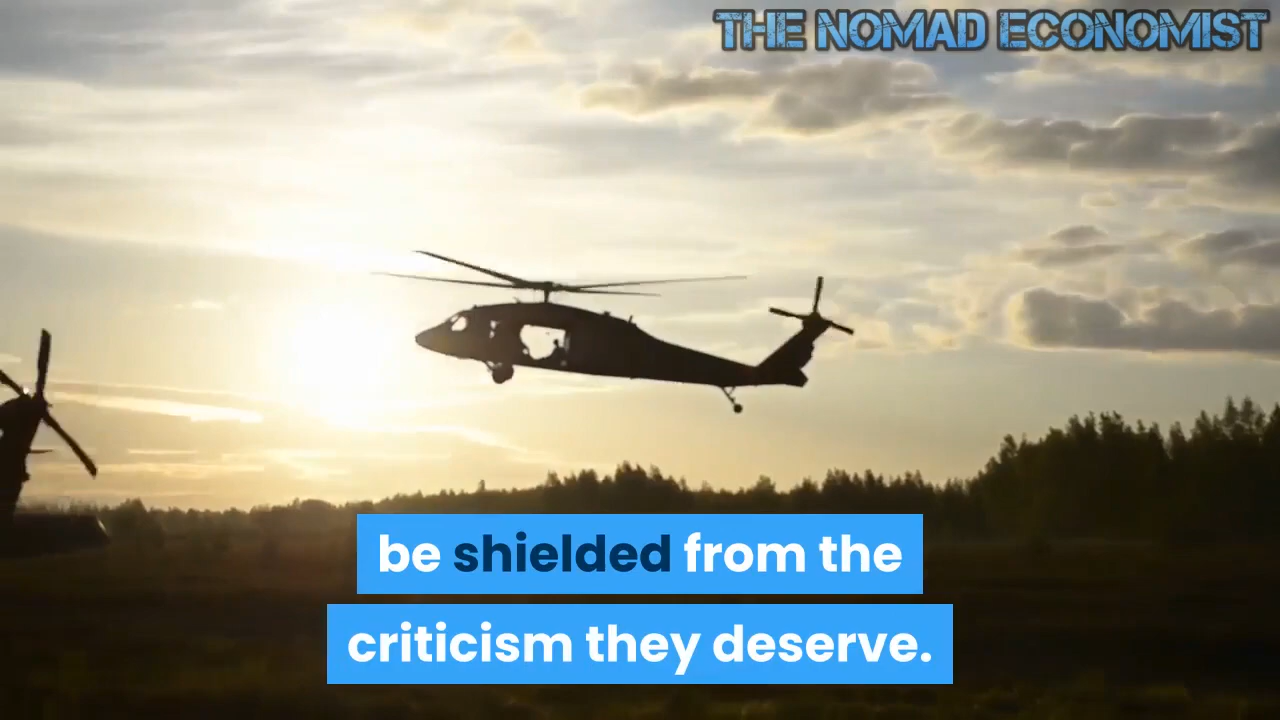 THE NOMAD ECONOMIST
be shielded from the
criticism they deserve.